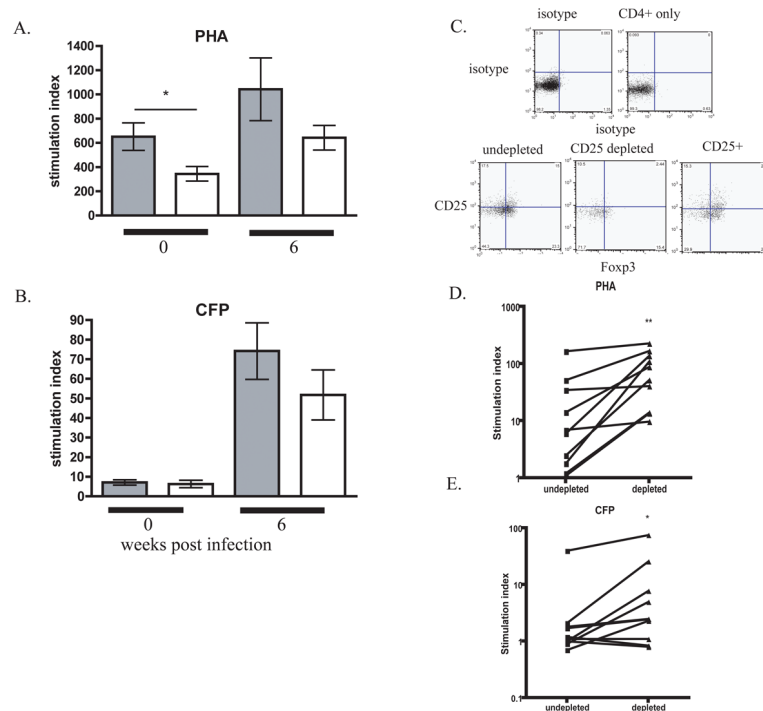 A.
PHA
stimulation index
1400
1200
1000
800
600
400
200
0
*
0
6
B.
CFP
stimulation index
90
80
70
60
50
40
30
20
10
0
0
6
weeks post infection
C.
isotype
CD4+ only
isotype
isotype
undepleted
CD25 depleted
CD25+
CD25
Foxp3
D.
PHA
**
Stimulation index
1000
100
10
1
undepleted
depleted
E.
CFP
*
Stimulation index
100
10
1
0.1
undepleted
depleted